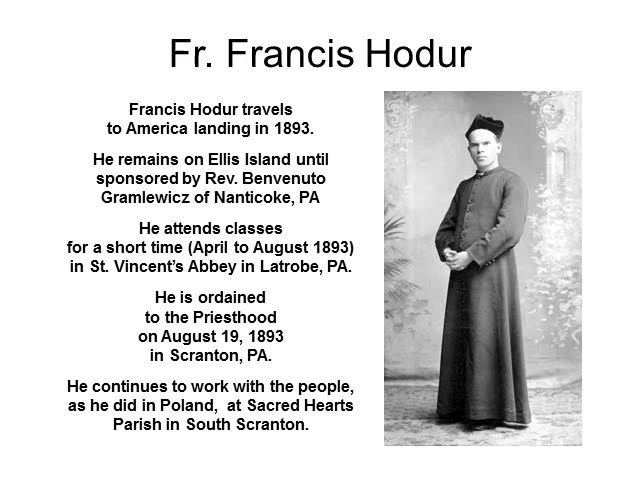 Fr. Francis Hodur
Francis Hodur travels
to America landing in 1893.
He remains on Ellis Island until
sponsored by Rev. Benvenuto
Gramlewicz of Nanticoke, PA
He attends classes
for a short time (April to August 1893)
in St. Vincent’s Abbey in Latrobe, PA.
He is ordained
to the Priesthood
on August 19, 1893
in Scranton, PA.
He continues to work with the people,
as he did in Poland,  at Sacred Hearts
Parish in South Scranton.